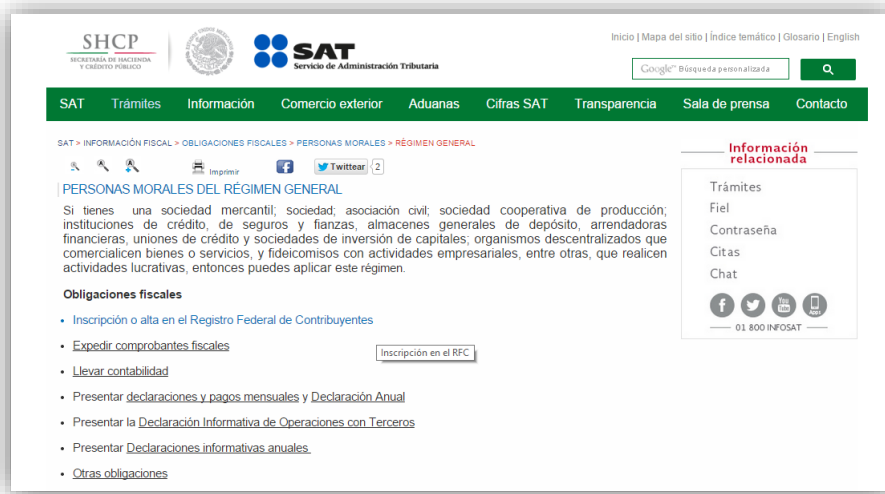 Inicio | Mapa del sitio | Índice temático | Glosario | English
SHCP
SECRETARÍA DE HACIENDA
Y CRÉDITO PÚBLICO
SAT
Servicio de Administración Tributaria
Google™ Búsqueda personalizada
SAT Trámites Información Comercio exterior Aduanas Cifras SAT Transparencia Sala de prensa Contacto
SAT > INFORMACIÓN FISCAL > OBLIGACIONES FISCALES > PERSONAS MORALES > RÉGIMEN GENERAL
Imprimir Twittear 2
PERSONAS MORALES DEL RÉGIMEN GENERAL
Si tienes una sociedad mercantil; sociedad; asociación civil; sociedad cooperativa de producción;
instituciones de crédito, de seguros y fianzas, almacenes generales de depósito, arrendadoras
financieras, uniones de crédito y sociedades de inversión de capitales; organismos descentralizados que
comercialicen bienes o servicios, y fideicomisos con actividades empresariales, entre otras, que realicen
actividades lucrativas, entonces puedes aplicar este régimen.
Obligaciones fiscales
• Inscripción o alta en el Registro Federal de Contribuyentes
• Expedir comprobantes fiscales
Inscripción en el RFC
• Llevar contabilidad
• Presentar declaraciones y pagos mensuales y Declaración Anual
• Presentar la Declaración Informativa de Operaciones con Terceros
• Presentar Declaraciones informativas anuales
• Otras obligaciones
Información
relacionada
Trámites
Fiel
Contraseña
Citas
Chat
You
Tube
Apps
01 800 INFOSAT